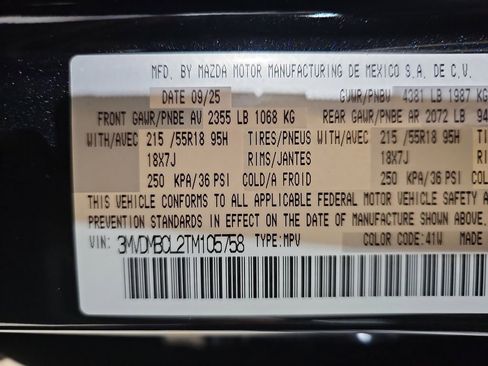 MFD. BY MAZDA MOTOR MANUFACTURING DE MEXICO S.A. DE C.V.
DATE 09/25 GVWR/PNBV 4381 LB 1987 KG
FRONT GAWR/PNBE AV 2355 LB 1068 KG REAR GAWR/PNBE AR 2072 LB 94
WITH/AVEC 215 /55R18 95H TIRES/PNEUS WITH/AVEC 215 /55R18 95H
18X7J RIMS/JANTES 18X7J
250 KPA/36 PSI COLD/A FROID 250 KPA/36 PSI
THIS VEHICLE CONFORMS TO ALL APPLICABLE FEDERAL MOTOR VEHICLE SAFETY A
PREVENTION STANDARDS IN EFFECT ON THE DATE OF MANUFACTURE SHOWN ABOVE.
VIN: 3MVDMBCL2TM105758 TYPE:MPV COLOR CODE:41W MADE